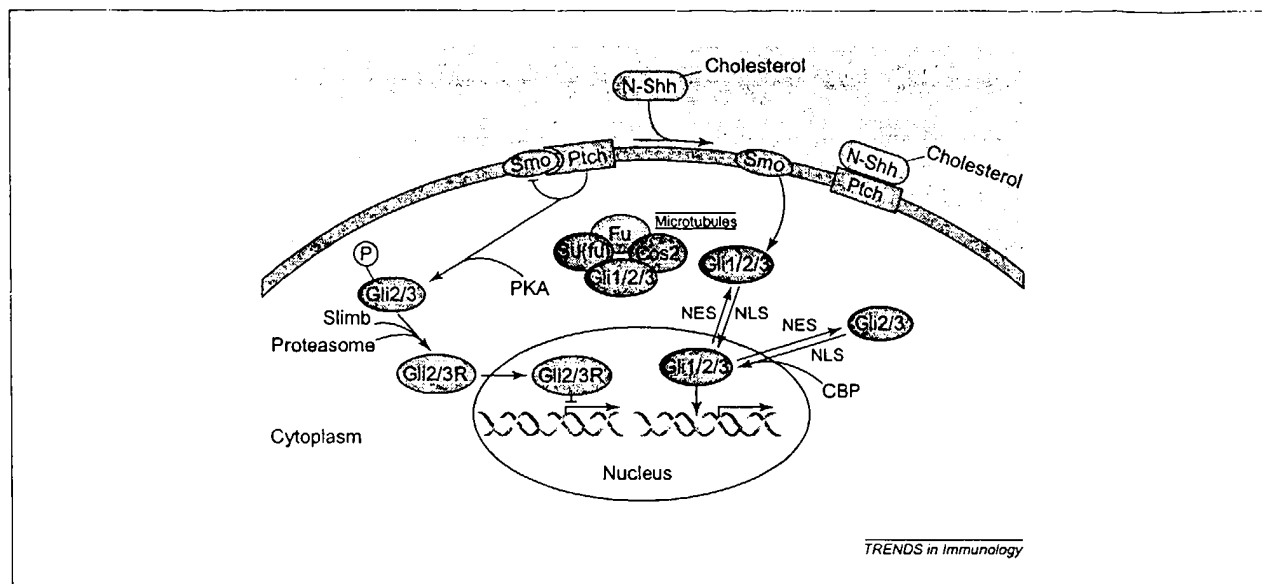 Cholesterol
N-Shh
Smo
Ptch
Smo
N-Shh
Cholesterol
Ptch
Microtubules
Fu
Su(fu)
Cos2
Gli1/2/3
Gli1/2/3
P
Gli2/3
PKA
Slimb
Proteasome
NES
NLS
NES
NLS
Gli2/3
Gli2/3R
Gli2/3R
Gli1/2/3
CBP
Cytoplasm
Nucleus
TRENDS in Immunology